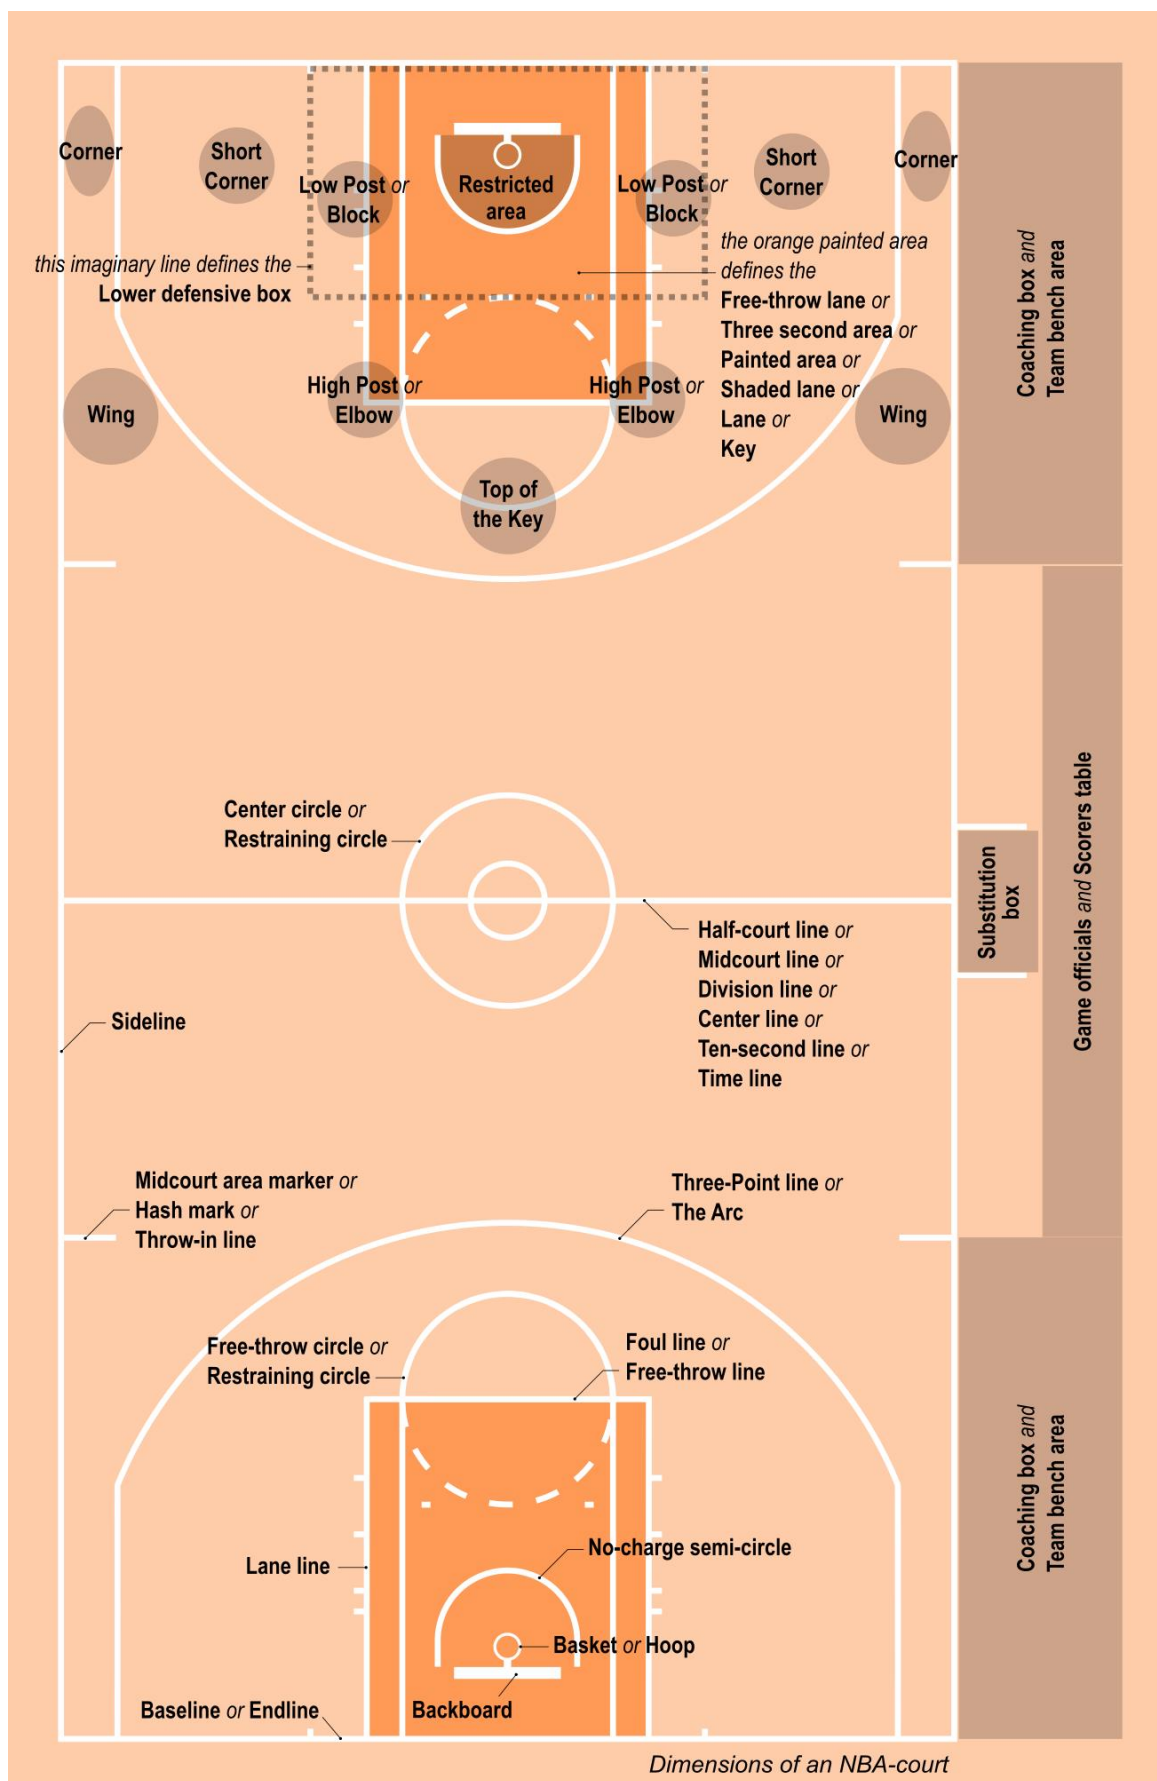 Corner
Short
Corner
Low Post or
Block
Restricted
area
Low Post or
Block
Short
Corner
Corner
this imaginary line defines the
Lower defensive box
the orange painted area
defines the
Free-throw lane or
Three second area or
Painted area or
Shaded lane or
Lane or
Key
Wing
High Post or
Elbow
High Post or
Elbow
Wing
Top of
the Key
Coaching box and
Team bench area
Center circle or
Restraining circle
Half-court line or
Midcourt line or
Division line or
Center line or
Ten-second line or
Time line
Substitution
box
Game officials and Scorers table
Sideline
Midcourt area marker or
Hash mark or
Throw-in line
Three-Point line or
The Arc
Free-throw circle or
Restraining circle
Foul line or
Free-throw line
Coaching box and
Team bench area
Lane line
No-charge semi-circle
Basket or Hoop
Backboard
Baseline or Endline
Dimensions of an NBA-court